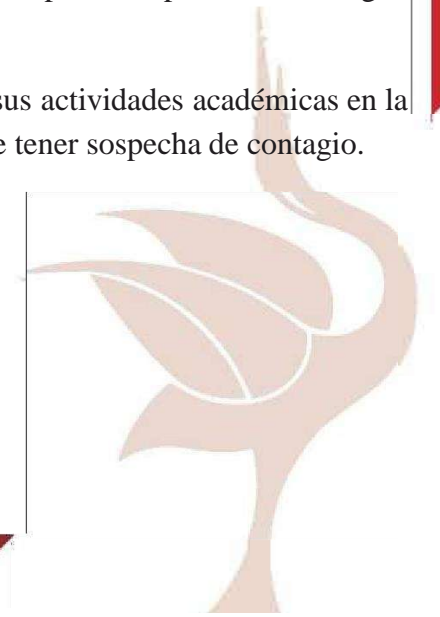 sus actividades académicas en la
tener sospecha de contagio.